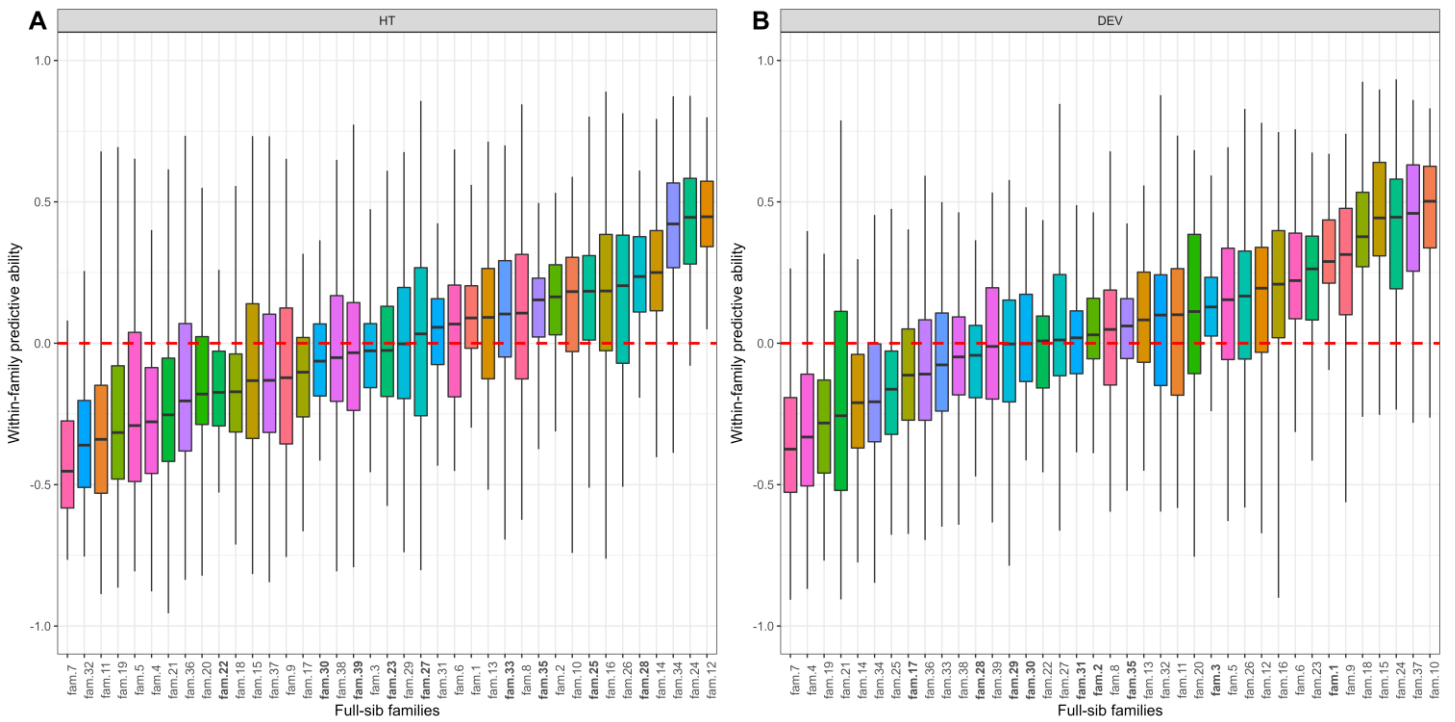 A
HT
B
DEV
Within-family predictive ability
1.0
0.5
0.0
-0.5
-1.0
fam.7
fam.32
fam.11
fam.19
fam.5
fam.4
fam.21
fam.36
fam.20
fam.22
fam.18
fam.15
fam.37
fam.9
fam.17
fam.30
fam.38
fam.39
fam.3
fam.23
fam.29
fam.27
fam.31
fam.6
fam.1
fam.13
fam.33
fam.8
fam.35
fam.2
fam.10
fam.25
fam.16
fam.26
fam.28
fam.14
fam.34
fam.24
fam.12
Full-sib families
Within-family predictive ability
1.0
0.5
0.0
-0.5
-1.0
fam.7
fam.4
fam.19
fam.21
fam.14
fam.34
fam.25
fam.17
fam.36
fam.33
fam.38
fam.28
fam.39
fam.29
fam.30
fam.22
fam.27
fam.31
fam.2
fam.8
fam.35
fam.13
fam.32
fam.11
fam.20
fam.3
fam.5
fam.26
fam.12
fam.16
fam.6
fam.23
fam.1
fam.9
fam.18
fam.15
fam.24
fam.37
fam.10
Full-sib families